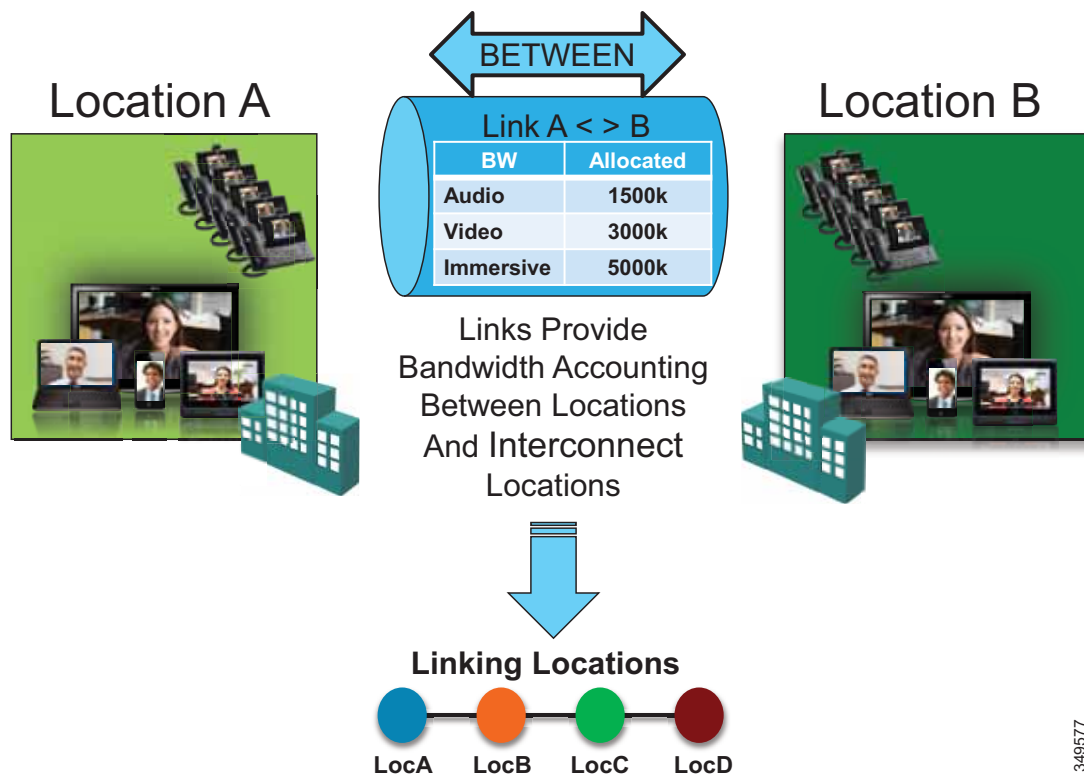 BETWEEN
Location A
Location B
Link A < > B
BW Allocated
Audio 1500k
Video 3000k
Immersive 5000k
Links Provide
Bandwidth Accounting
Between Locations
And Interconnect
Locations
Linking Locations
LocA LocB LocC LocD
349577